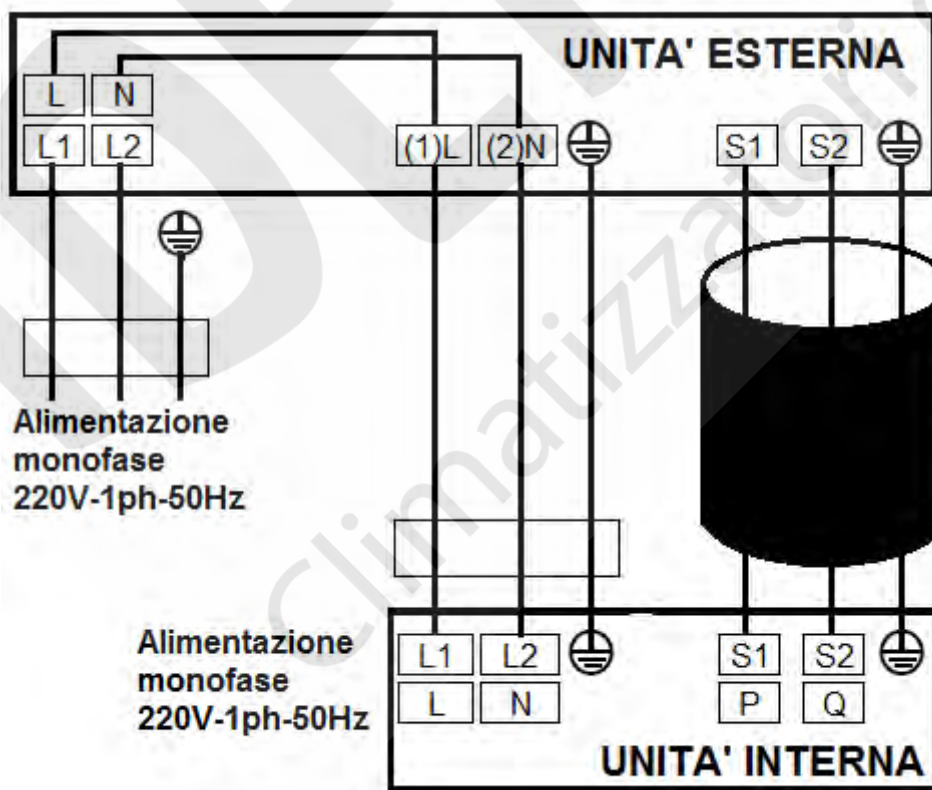 UNITA' ESTERNA
L N
L1 L2 (1)L (2)N S1 S2
Alimentazione
monofase
220V-1ph-50Hz
Alimentazione
monofase
220V-1ph-50Hz
L1 L2 S1 S2
L N P Q
UNITA' INTERNA
Climatizzatori